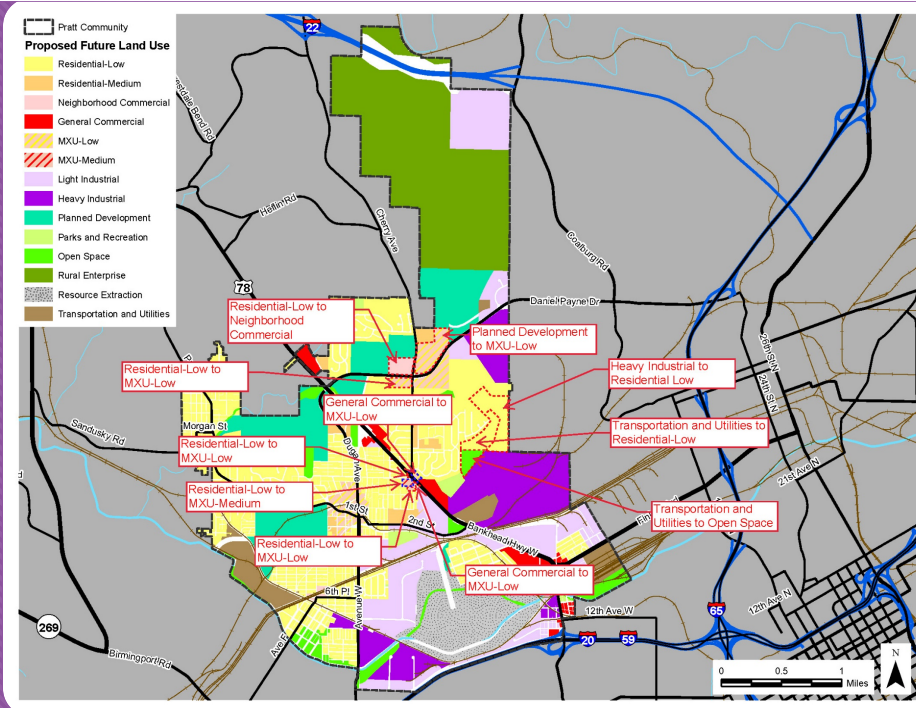 Pratt Community
Proposed Future Land Use
Residential-Low
Residential-Medium
Neighborhood Commercial
General Commercial
MXU-Low
MXU-Medium
Light Industrial
Heavy Industrial
Planned Development
Parks and Recreation
Open Space
Rural Enterprise
Resource Extraction
Transportation and Utilities
22
Bend Rd
Heflin Rd
Cherry Ave
Coalburg Rd
78
Daniel Payne Dr
Residential-Low to
Neighborhood
Commercial
Planned Development
to MXU-Low
26th St N
24th St N
Residential-Low to
MXU-Low
Heavy Industrial to
Residential Low
General Commercial to
MXU-Low
Morgan St
Sandusky Rd
Transportation and Utilities to
Residential-Low
Residential-Low to
MXU-Low
Dugan Ave
21st Ave N
Residential-Low to
MXU-Medium
1st St
2nd St
Transportation and
Utilities to Open Space
Bankhead Hwy W
Residential-Low to
MXU-Low
General Commercial to
MXU-Low
6th Pl
Avenue W
12th Ave W
12th Ave N
65
269
Ave F
20
59
Birmingport Rd
N
0
0.5
1
Miles